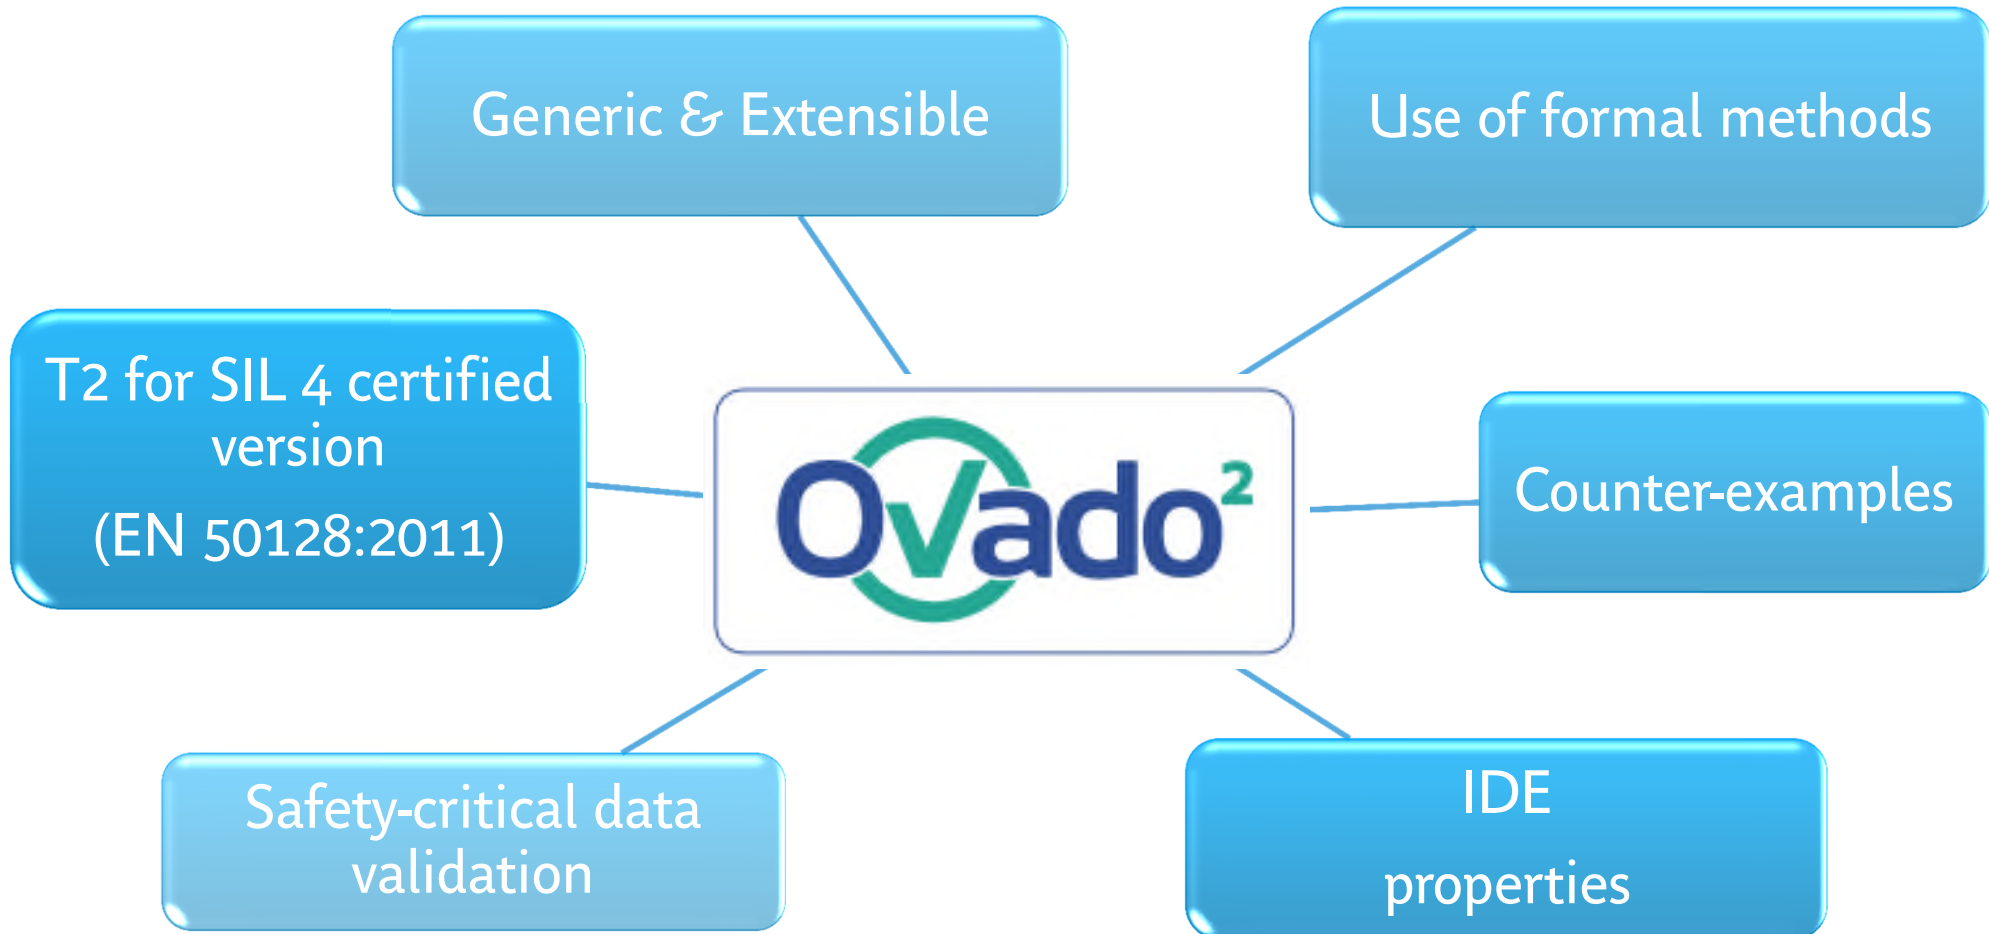 Generic & Extensible
Use of formal methods
T2 for SIL 4 certified
version
(EN 50128:2011)
Ovado²
Counter-examples
Safety-critical data
validation
IDE
properties